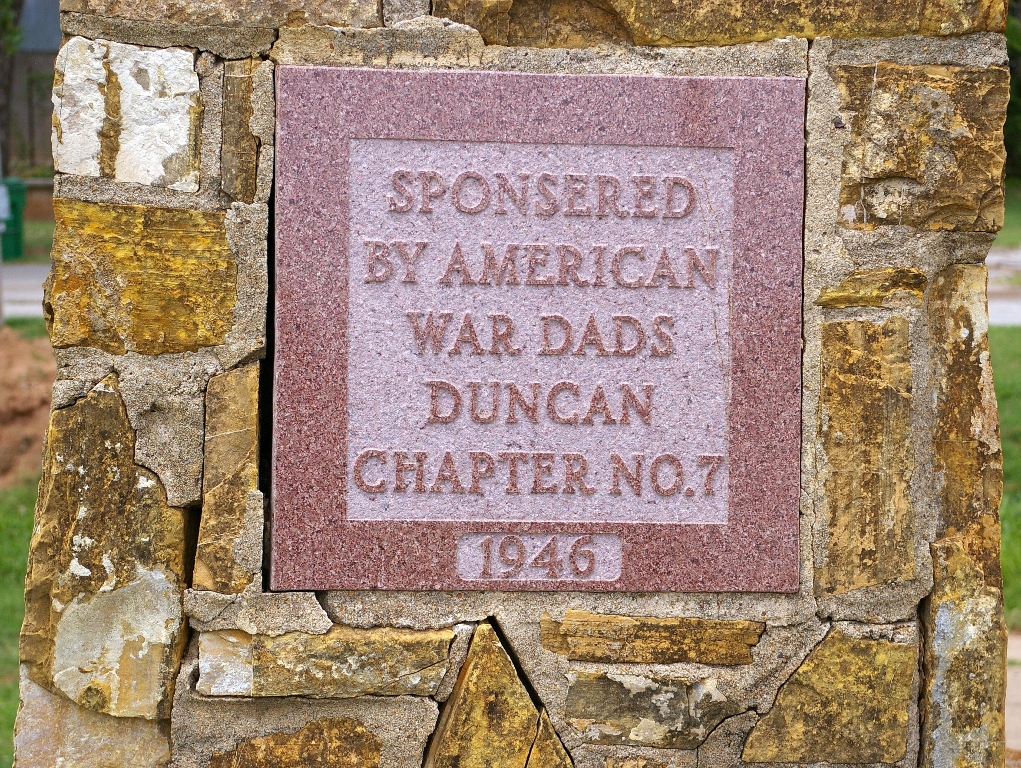 SPONSERED
BY AMERICAN
WAR DADS
DUNCAN
CHAPTER NO.7
1946